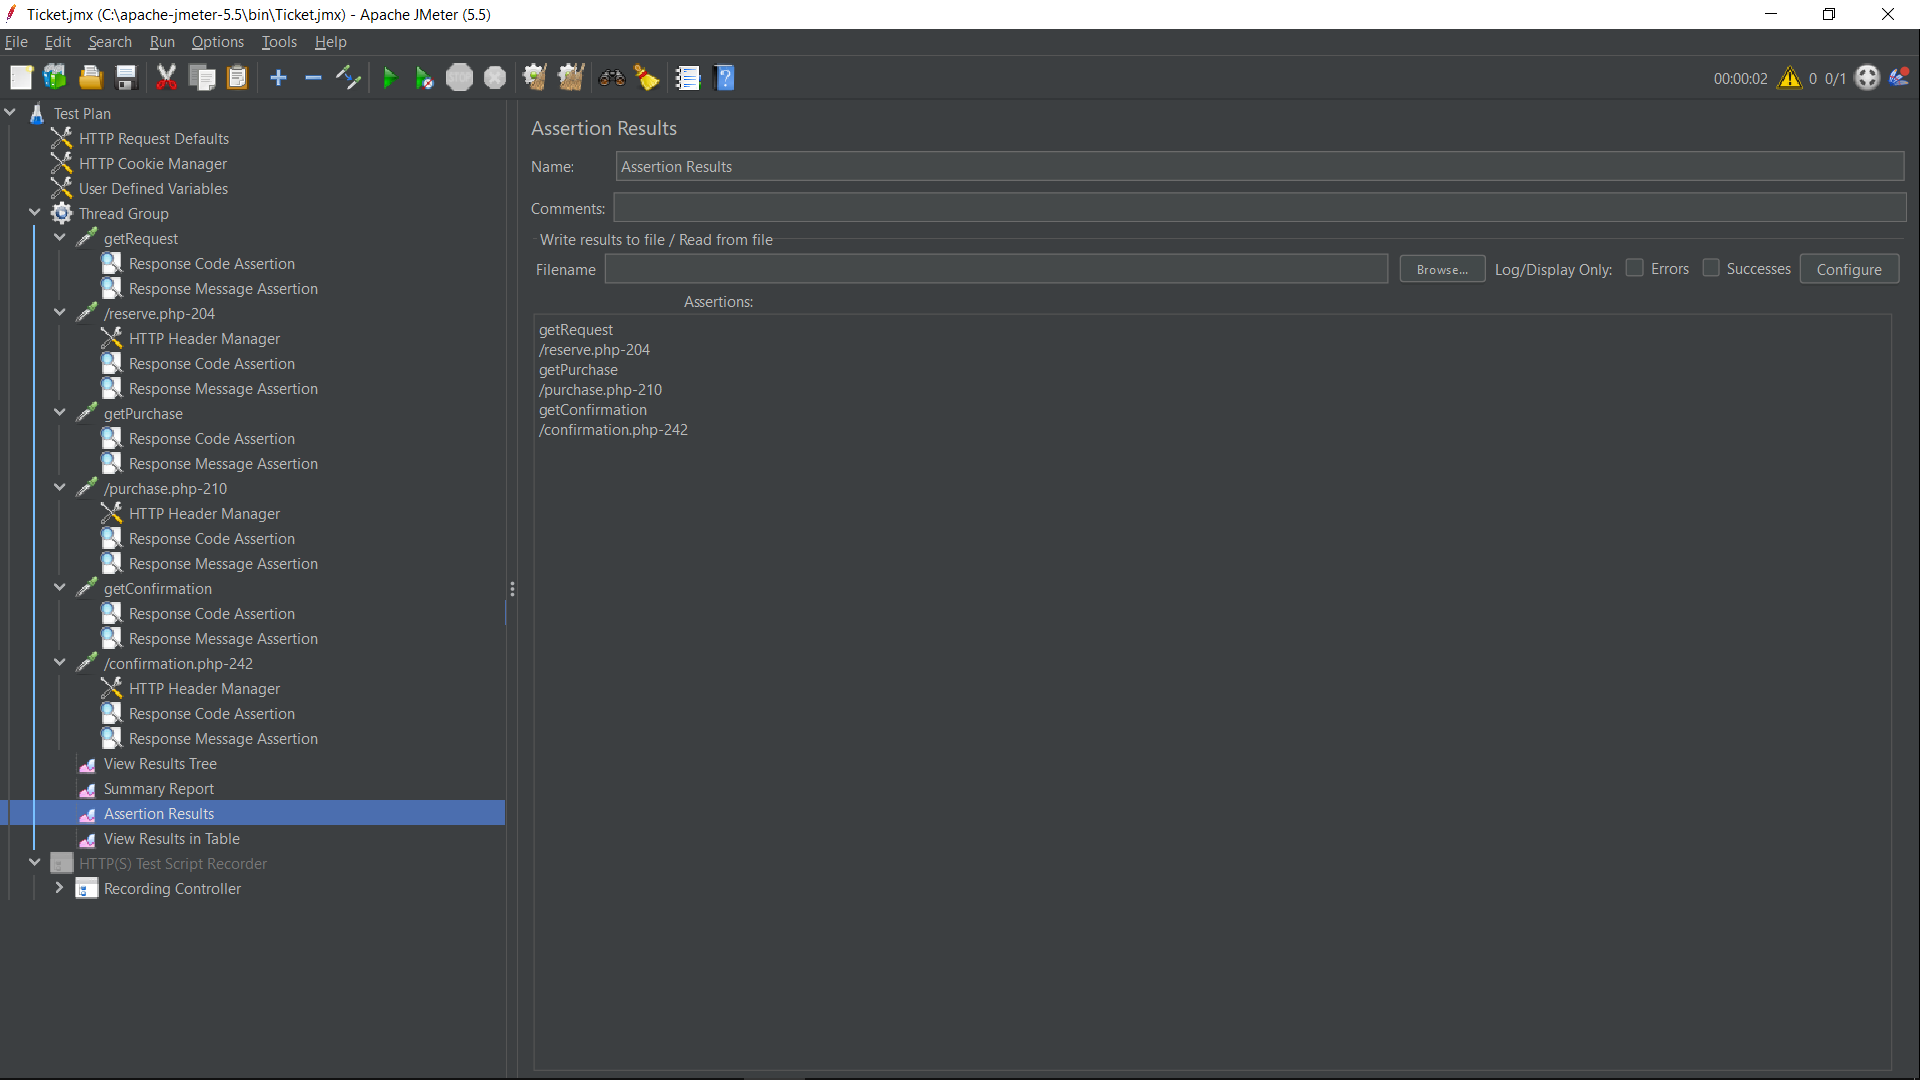 Ticket.jmx (C:\apache-jmeter-5.5\bin\Ticket.jmx) - Apache JMeter (5.5)
File Edit Search Run Options Tools Help
STOP
00:00:02 0 0/1
Test Plan
HTTP Request Defaults
HTTP Cookie Manager
User Defined Variables
Thread Group
getRequest
Response Code Assertion
Response Message Assertion
/reserve.php-204
HTTP Header Manager
Response Code Assertion
Response Message Assertion
getPurchase
Response Code Assertion
Response Message Assertion
/purchase.php-210
HTTP Header Manager
Response Code Assertion
Response Message Assertion
getConfirmation
Response Code Assertion
Response Message Assertion
/confirmation.php-242
HTTP Header Manager
Response Code Assertion
Response Message Assertion
View Results Tree
Summary Report
Assertion Results
View Results in Table
HTTP(S) Test Script Recorder
Recording Controller
Assertion Results
Name: Assertion Results
Comments:
Write results to file / Read from file
Filename Browse... Log/Display Only: Errors Successes Configure
Assertions:
getRequest
/reserve.php-204
getPurchase
/purchase.php-210
getConfirmation
/confirmation.php-242